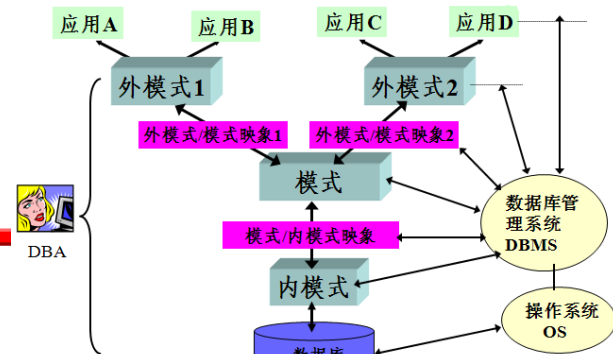 应用A
应用B
应用C
应用D
外模式1
外模式2
外模式/模式映象1
外模式/模式映象2
模式
数据库管
理系统
DBMS
DBA
模式/内模式映象
内模式
操作系统
OS
数据库